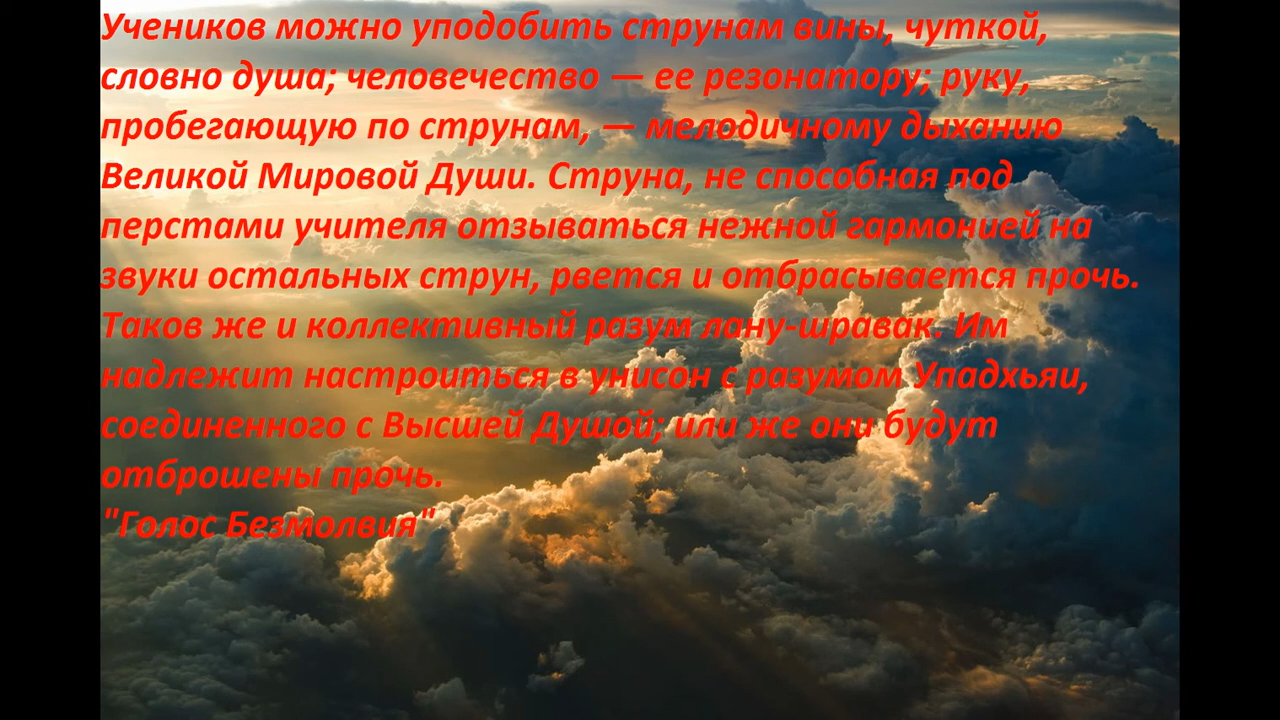 Учеников можно уподобить струнам вины, чуткой,
словно душа; человечество — ее резонатору; руку,
пробегающую по струнам, — мелодичному дыханию
Великой Мировой Души. Струна, не способная под
перстами учителя отзываться нежной гармонией на
звуки остальных струн, рвется и отбрасывается прочь.
Таков же и коллективный разум лану-шравак. Им
надлежит настроиться в унисон с разумом Упадхьяи,
соединенного с Высшей Душой; или же они будут
отброшены прочь.
"Голос Безмолвия"